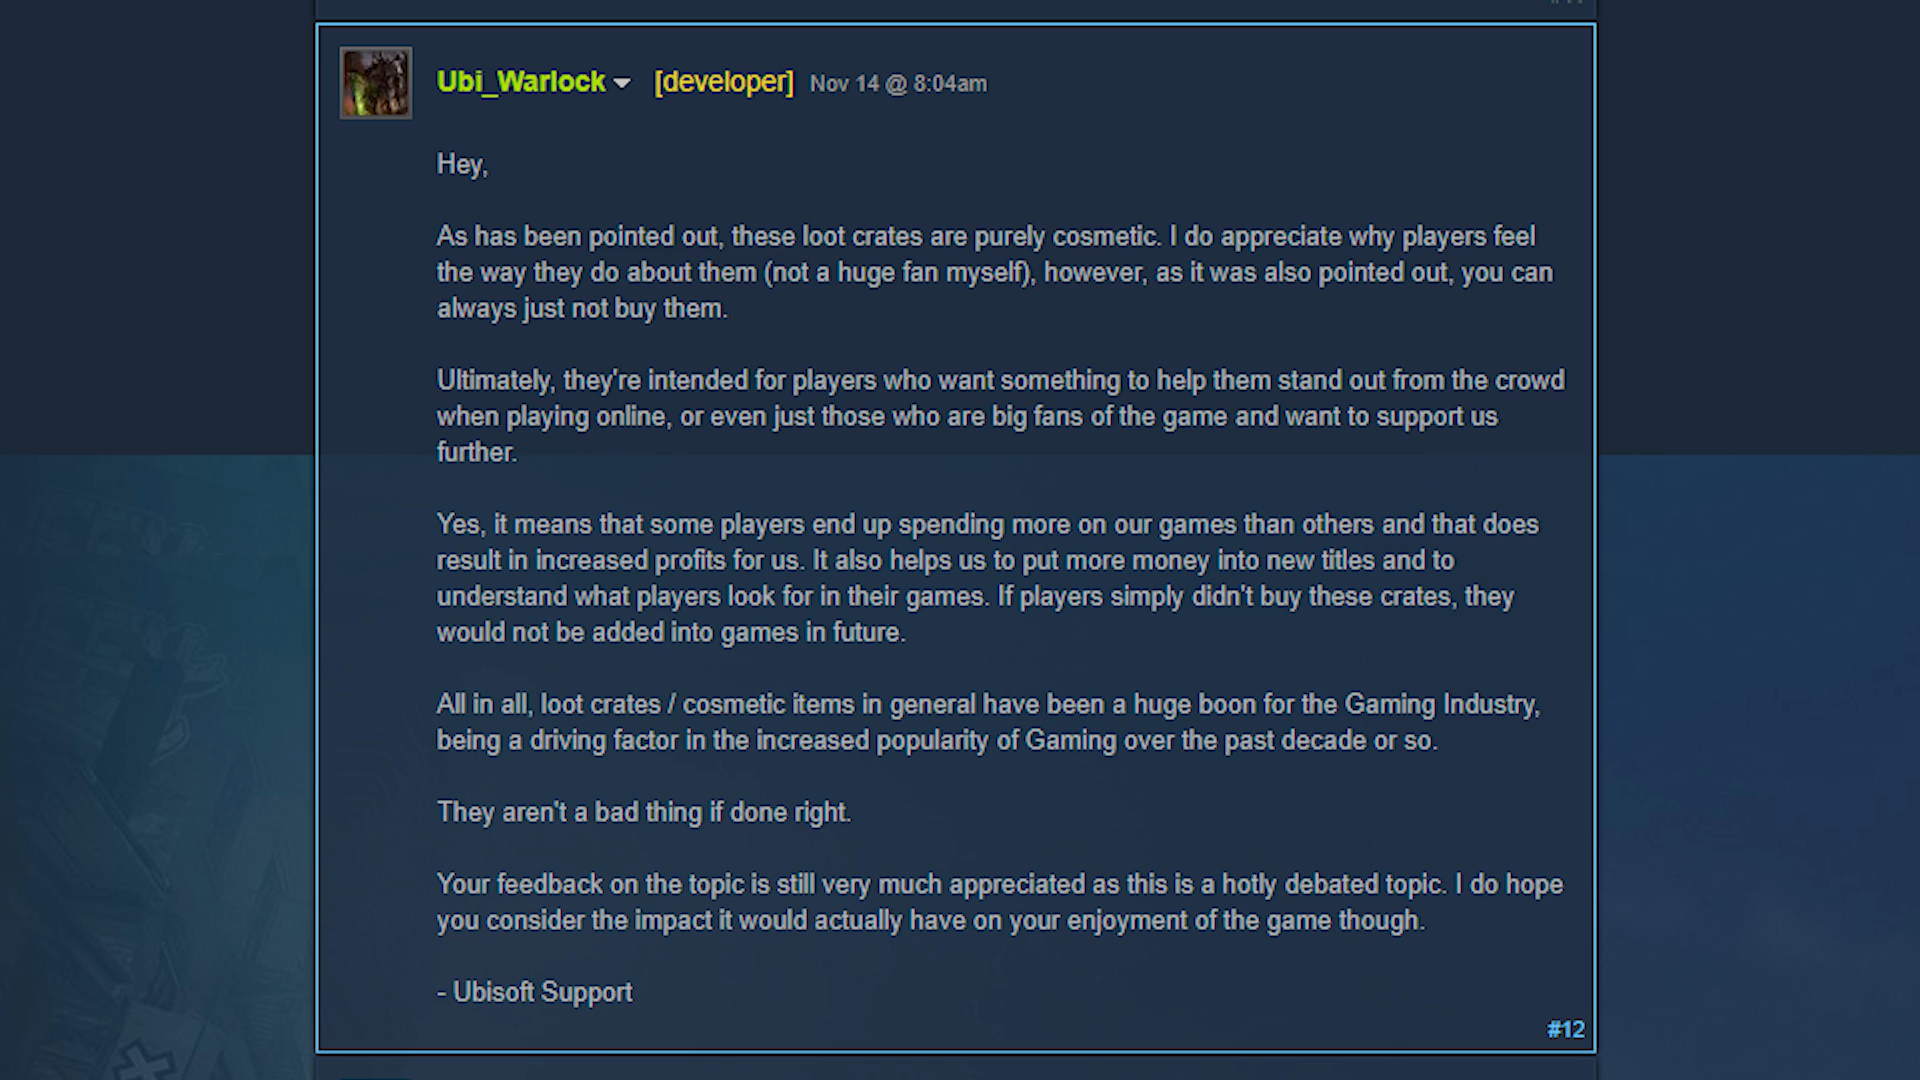 Ubi_Warlock [developer] Nov 14 @ 8:04am
Hey,
As has been pointed out, these loot crates are purely cosmetic. I do appreciate why players feel
the way they do about them (not a huge fan myself), however, as it was also pointed out, you can
always just not buy them.
Ultimately, they're intended for players who want something to help them stand out from the crowd
when playing online, or even just those who are big fans of the game and want to support us
further.
Yes, it means that some players end up spending more on our games than others and that does
result in increased profits for us. It also helps us to put more money into new titles and to
understand what players look for in their games. If players simply didn't buy these crates, they
would not be added into games in future.
All in all, loot crates / cosmetic items in general have been a huge boon for the Gaming Industry,
being a driving factor in the increased popularity of Gaming over the past decade or so.
They aren't a bad thing if done right.
Your feedback on the topic is still very much appreciated as this is a hotly debated topic. I do hope
you consider the impact it would actually have on your enjoyment of the game though.
- Ubisoft Support
#12